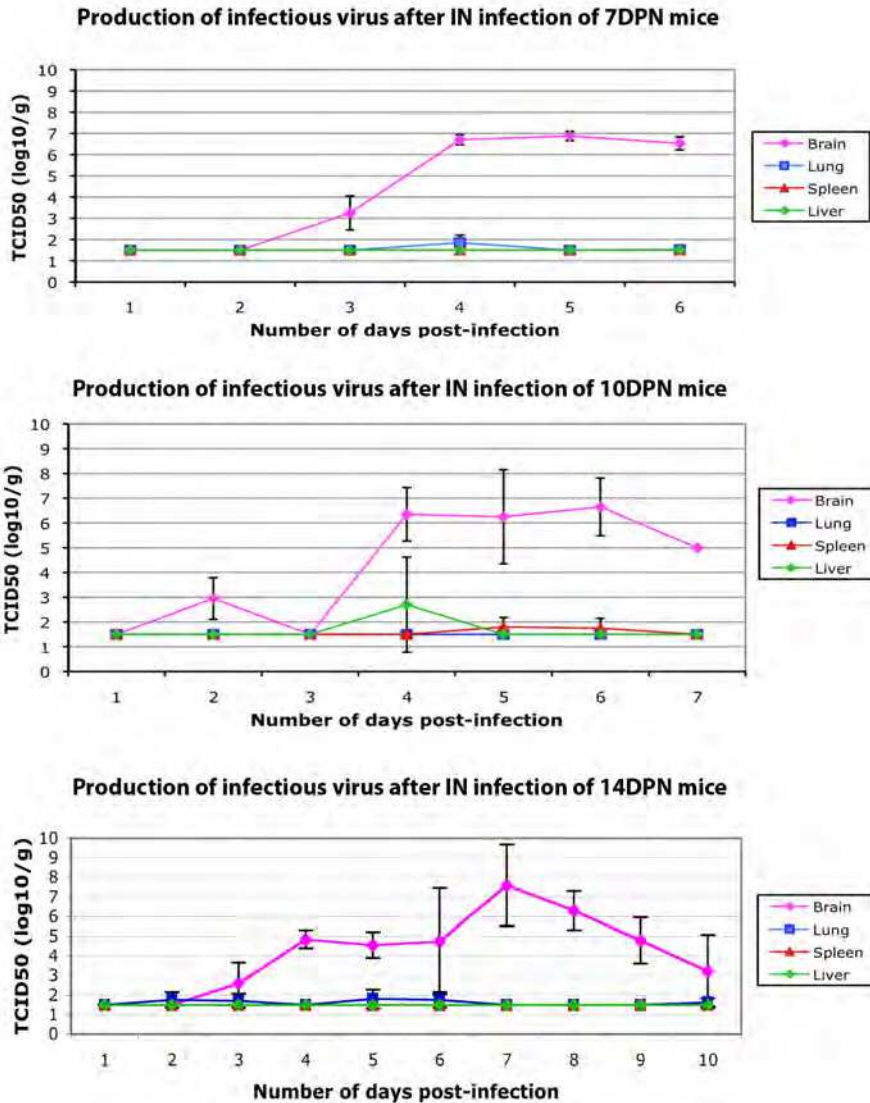 Production of infectious virus after IN infection of 7DPN mice
TCID50 (log10/g)
10
9
8
7
6
5
4
3
2
1
0
1 2 3 4 5 6
Number of days post-infection
Brain
Lung
Spleen
Liver
Production of infectious virus after IN infection of 10DPN mice
TCID50 (log10/g)
10
9
8
7
6
5
4
3
2
1
0
1 2 3 4 5 6 7
Number of days post-infection
Brain
Lung
Spleen
Liver
Production of infectious virus after IN infection of 14DPN mice
TCID50 (log10/g)
10
9
8
7
6
5
4
3
2
1
0
1 2 3 4 5 6 7 8 9 10
Number of days post-infection
Brain
Lung
Spleen
Liver